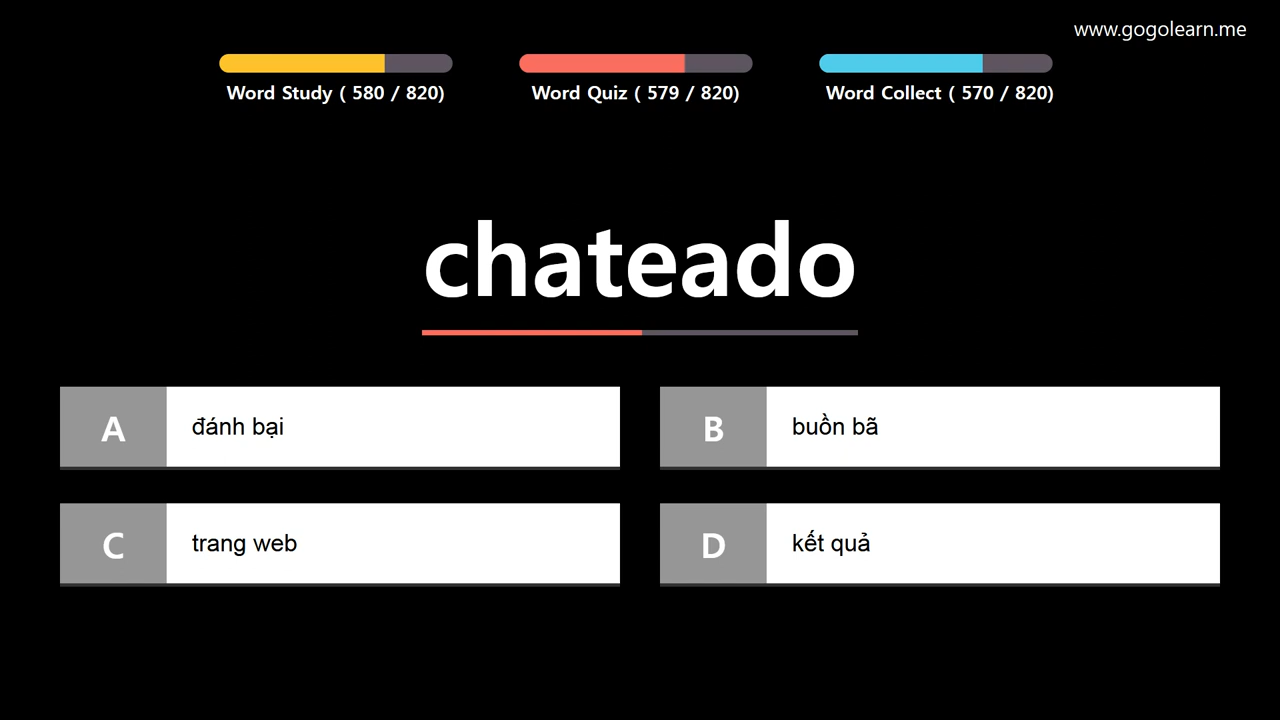 www.gogolearn.me
Word Study ( 580 / 820)
Word Quiz ( 579 / 820)
Word Collect ( 570 / 820)
chateado
A
đánh bại
B
buồn bã
C
trang web
D
kết quả